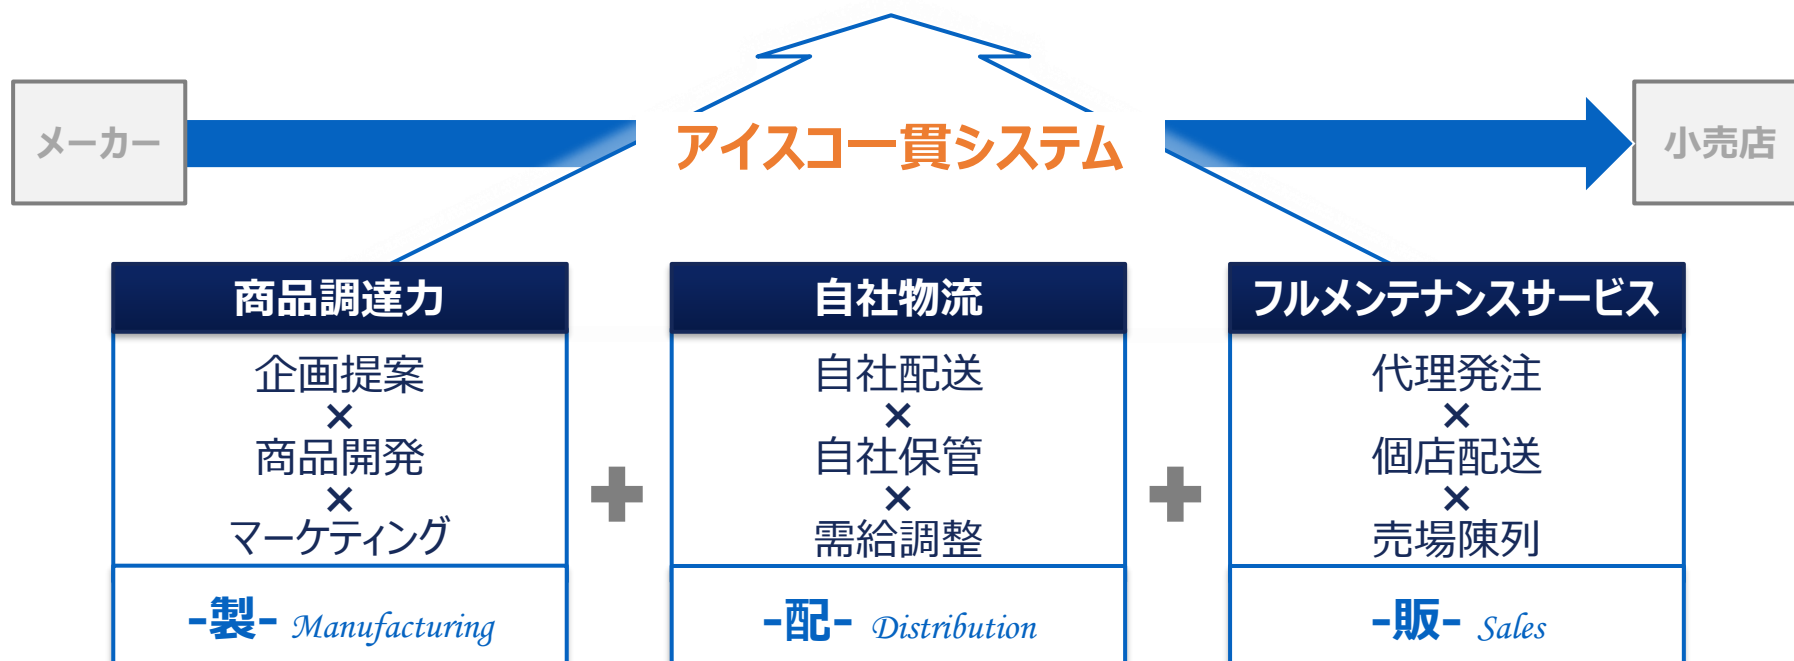 メーカー
アイスコ一貫システム
小売店
商品調達力
企画提案
×
商品開発
×
マーケティング
-製- Manufacturing
自社物流
自社配送
×
自社保管
×
需給調整
-配- Distribution
フルメンテナンスサービス
代理発注
×
個店配送
×
売場陳列
-販- Sales